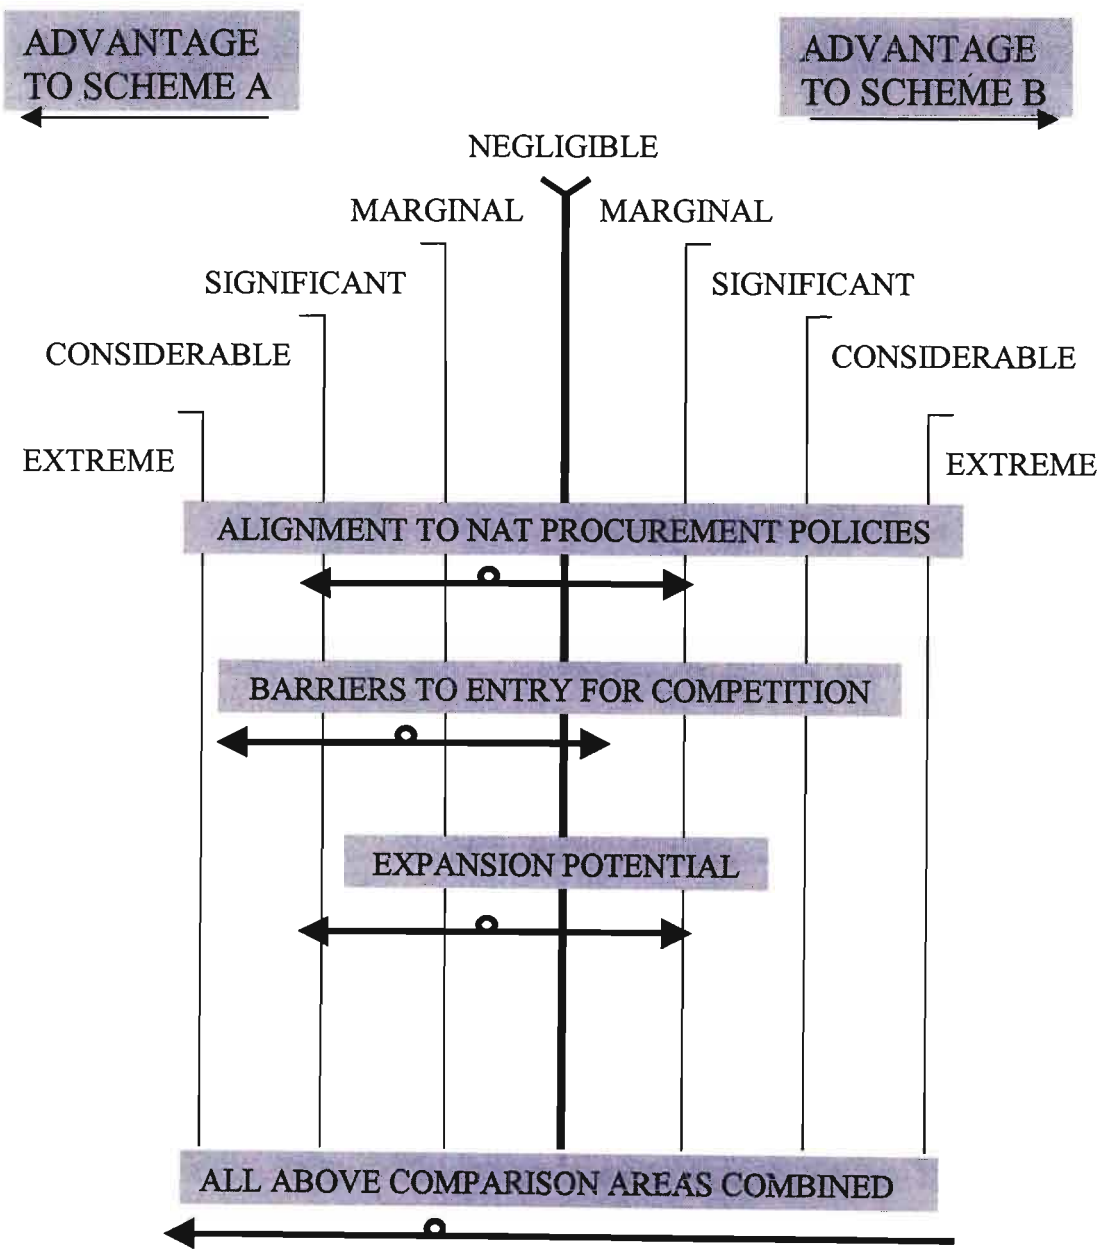 ADVANTAGE
TO SCHEME A
ADVANTAGE
TO SCHEME B
NEGLIGIBLE
MARGINAL
MARGINAL
SIGNIFICANT
SIGNIFICANT
CONSIDERABLE
CONSIDERABLE
EXTREME
EXTREME
ALIGNMENT TO NAT PROCUREMENT POLICIES
BARRIERS TO ENTRY FOR COMPETITION
EXPANSION POTENTIAL
ALL ABOVE COMPARISON AREAS COMBINED